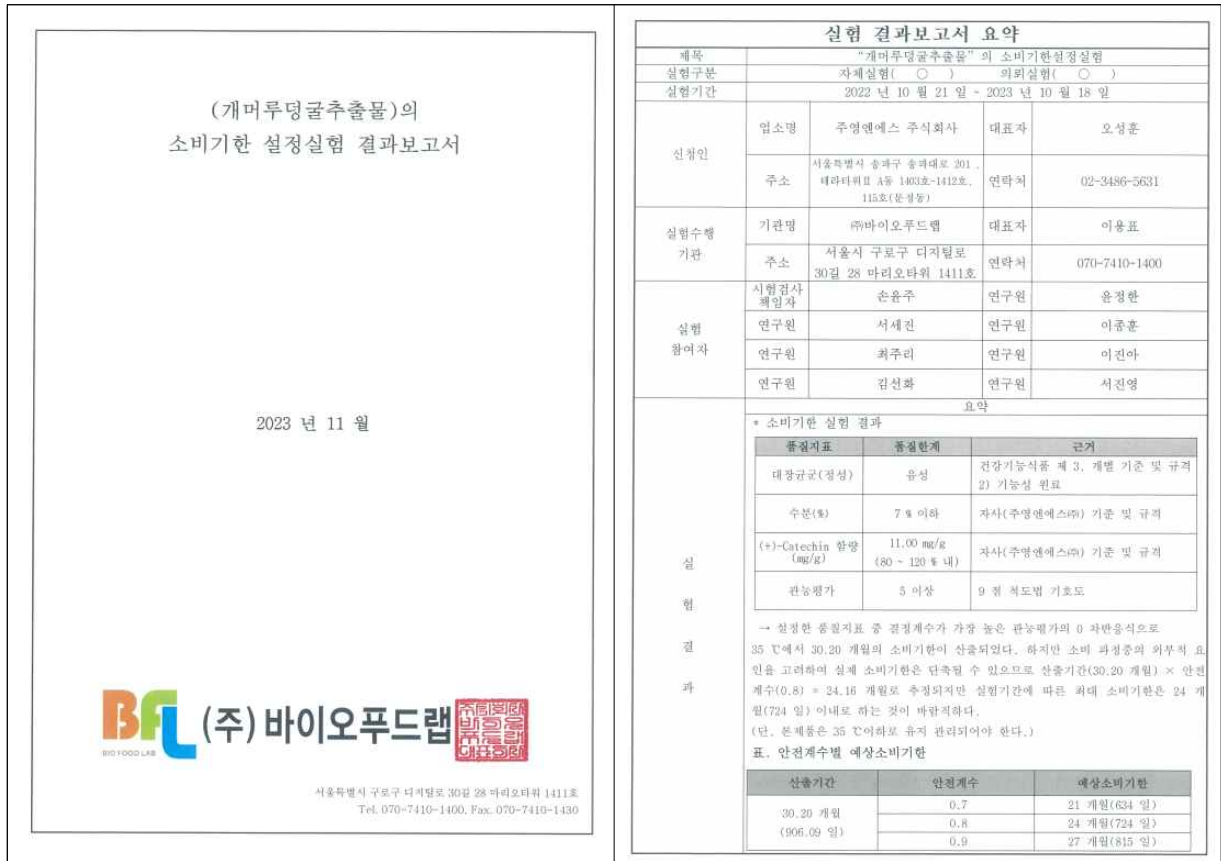 (개머루덩굴추출물)의
소비기한 설정실험 결과보고서
2023 년 11 월
BFL (주) 바이오푸드랩
BIO FOOD LAB
서울특별시 구로구 디지털로 30길 28 마리오타워 1411호
Tel. 070-7410-1400, Fax. 070-7410-1430
실험 결과보고서 요약
제목 "개머루덩굴추출물" 의 소비기한설정실험
실험구분 자체실험( ○ ) 의뢰실험( ○ )
실험기간 2022 년 10 월 21 일 ~ 2023 년 10 월 18 일
신청인
업소명 주영엔에스 주식회사 대표자 오성훈
주소
서울특별시 송파구 송파대로 201 ,
테라타워Ⅱ A동 1403호~1412호,
115호(문정동)
연락처 02-3486-5631
실험수행
기관
기관명 ㈜바이오푸드랩 대표자 이용표
주소
서울시 구로구 디지털로
30길 28 마리오타워 1411호
연락처 070-7410-1400
실험
참여자
시험검사
책임자
손윤주 연구원 윤정한
연구원 서세진 연구원 이종훈
연구원 최주리 연구원 이진아
연구원 김선화 연구원 서진영
실
험
결
과
요약
* 소비기한 실험 결과
품질지표 품질한계 근거
대장균군(정성) 음성
건강기능식품 제 3. 개별 기준 및 규격
2) 기능성 원료
수분(%) 7 % 이하 자사(주영엔에스㈜) 기준 및 규격
(+)-Catechin 함량
(mg/g)
11.00 mg/g
(80 ~ 120 % 내)
자사(주영엔에스㈜) 기준 및 규격
관능평가 5 이상 9 점 척도법 기호도
→ 설정한 품질지표 중 결정계수가 가장 높은 관능평가의 0 차반응식으로
35 ℃에서 30.20 개월의 소비기한이 산출되었다. 하지만 소비 과정중의 외부적 요
인을 고려하여 실제 소비기한은 단축될 수 있으므로 산출기간(30.20 개월) × 안전
계수(0.8) = 24.16 개월로 추정되지만 실험기간에 따른 최대 소비기한은 24 개
월(724 일) 이내로 하는 것이 바람직하다.
(단, 본제품은 35 ℃이하로 유지 관리되어야 한다.)
표. 안전계수별 예상소비기한
산출기간 안전계수 예상소비기한
30.20 개월
(906.09 일)
0.7 21 개월(634 일)
0.8 24 개월(724 일)
0.9 27 개월(815 일)